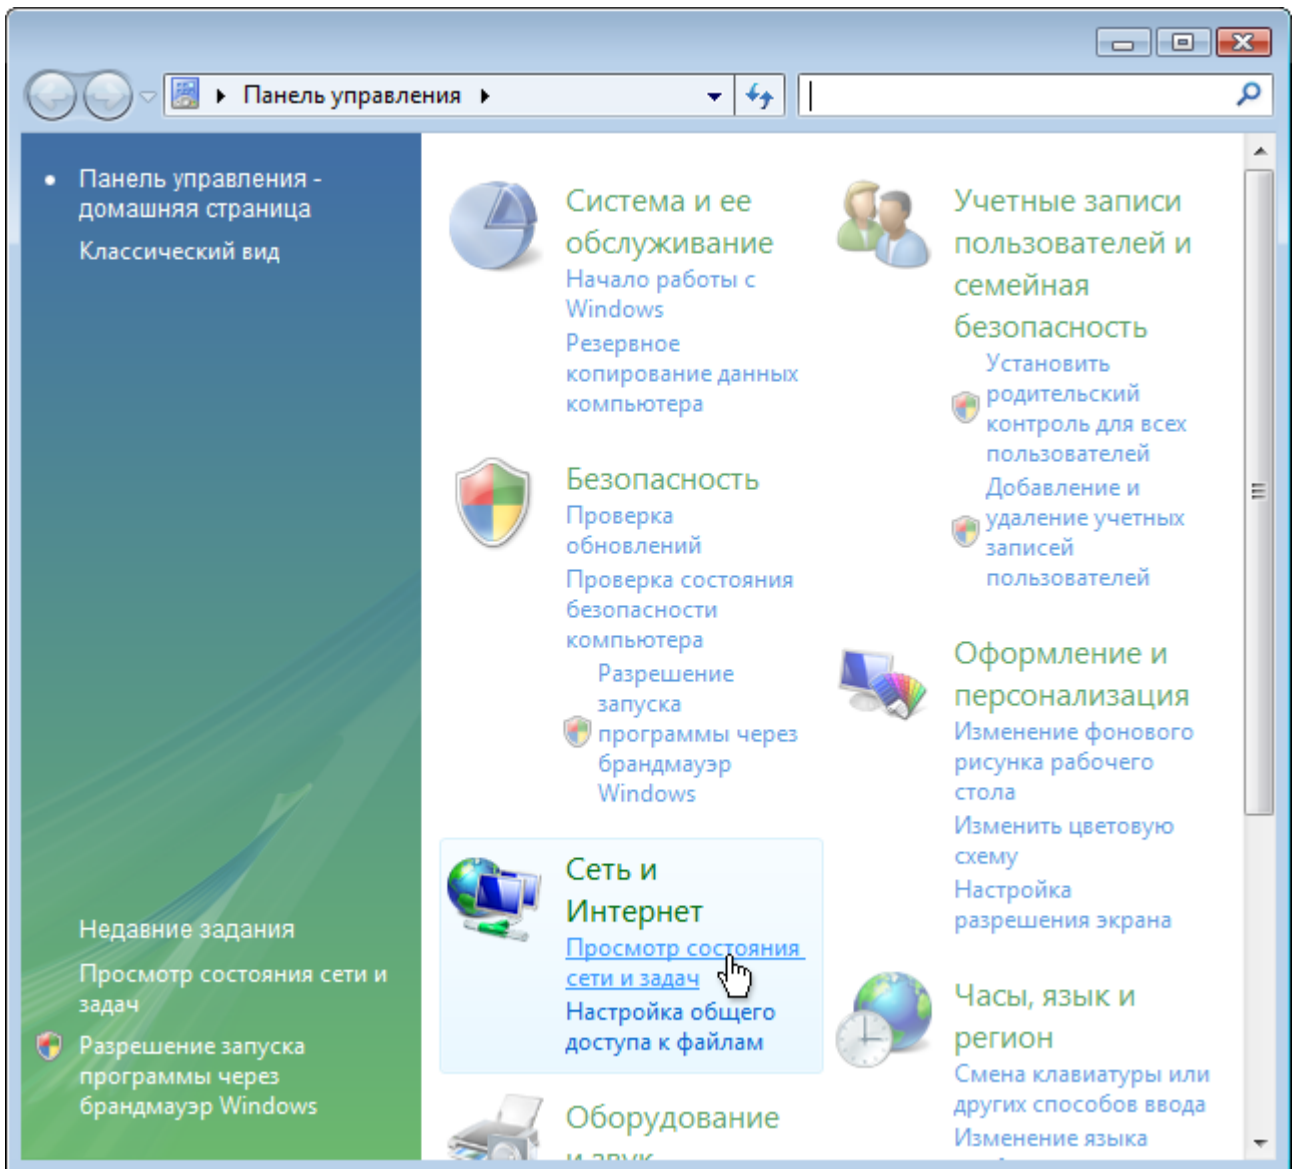 Панель управления
Панель управления -
домашняя страница
Классический вид
Недавние задания
Просмотр состояния сети и
задач
Разрешение запуска
программы через
брандмауэр Windows
Система и ее
обслуживание
Начало работы с
Windows
Резервное
копирование данных
компьютера
Безопасность
Проверка
обновлений
Проверка состояния
безопасности
компьютера
Разрешение
запуска
программы через
брандмауэр
Windows
Сеть и
Интернет
Просмотр состояния
сети и задач
Настройка общего
доступа к файлам
Оборудование
и звук
Учетные записи
пользователей и
семейная
безопасность
Установить
родительский
контроль для всех
пользователей
Добавление и
удаление учетных
записей
пользователей
Оформление и
персонализация
Изменение фонового
рисунка рабочего
стола
Изменить цветовую
схему
Настройка
разрешения экрана
Часы, язык и
регион
Смена клавиатуры или
других способов ввода
Изменение языка